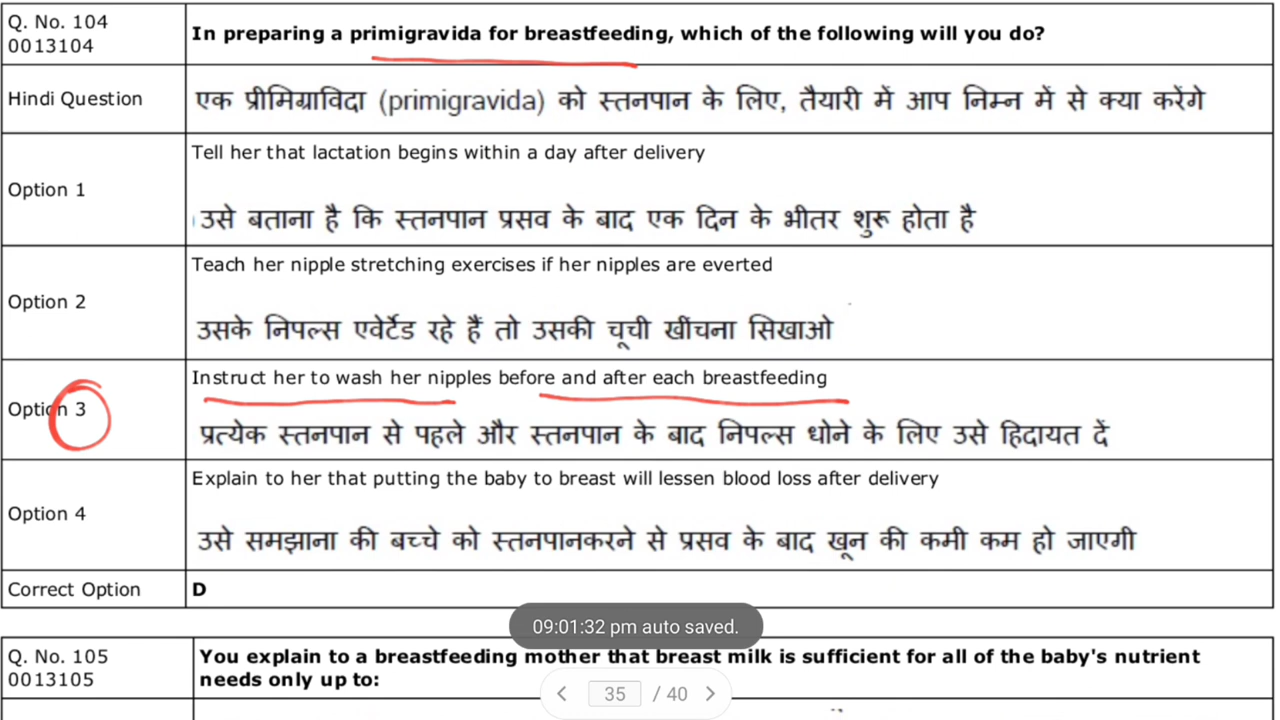 Q. No. 104
0013104
In preparing a primigravida for breastfeeding, which of the following will you do?
Hindi Question
एक प्रीमिग्राविदा (primigravida) को स्तनपान के लिए, तैयारी में आप निम्न में से क्या करेंगे
Option 1
Tell her that lactation begins within a day after delivery
उसे बताना है कि स्तनपान प्रसव के बाद एक दिन के भीतर शुरू होता है
Option 2
Teach her nipple stretching exercises if her nipples are everted
उसके निपल्स एवेर्टेड रहे हैं तो उसकी चूची खींचना सिखाओ
Option 3
Instruct her to wash her nipples before and after each breastfeeding
प्रत्येक स्तनपान से पहले और स्तनपान के बाद निपल्स धोने के लिए उसे हिदायत दें
Option 4
Explain to her that putting the baby to breast will lessen blood loss after delivery
उसे समझाना की बच्चे को स्तनपानकरने से प्रसव के बाद खून की कमी कम हो जाएगी
Correct Option
D
09:01:32 pm auto saved.
Q. No. 105
0013105
You explain to a breastfeeding mother that breast milk is sufficient for all of the baby's nutrient
needs only up to:
35 / 40